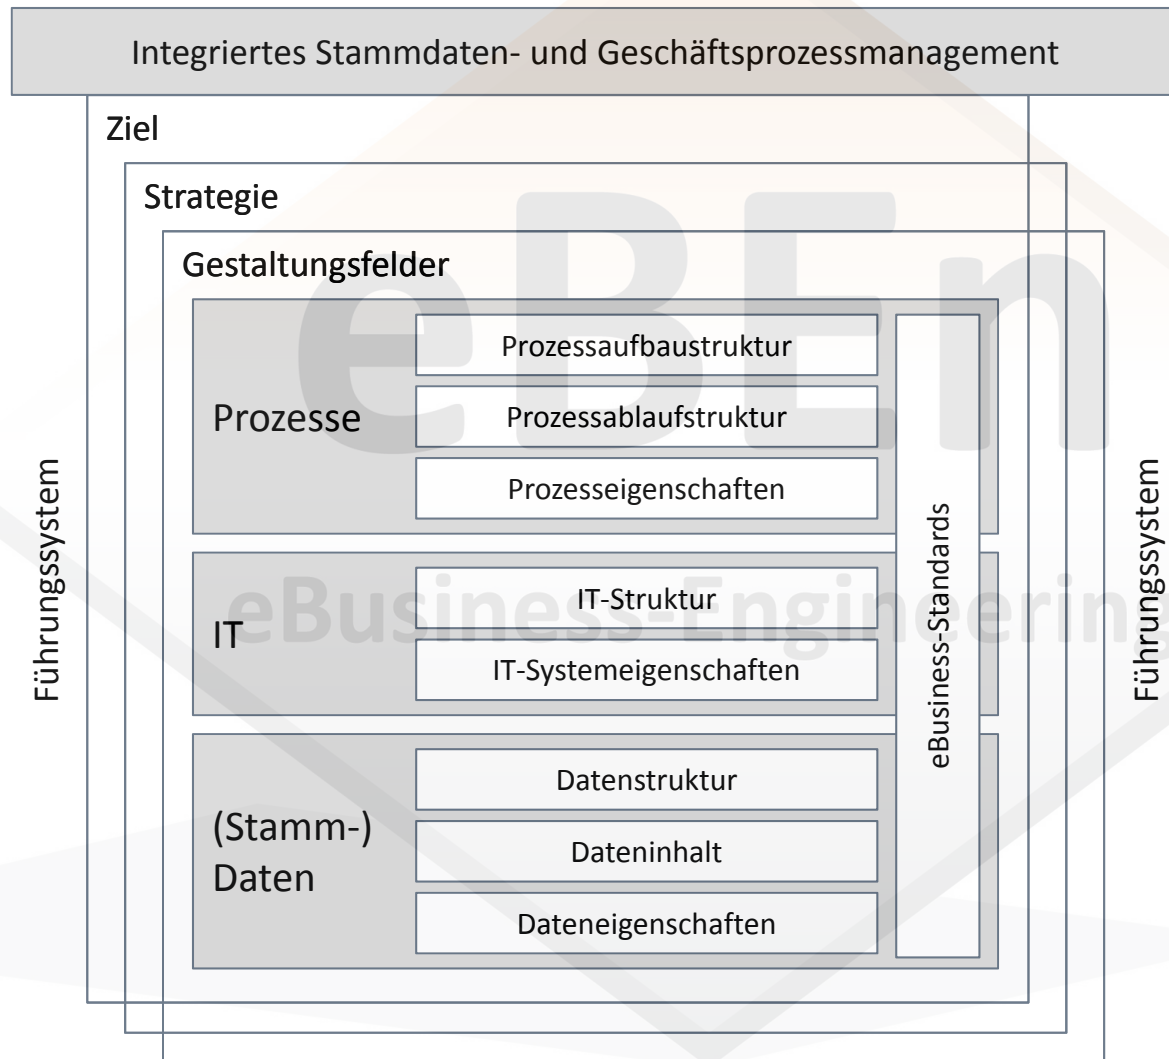 Integriertes Stammdaten- und Geschäftsprozessmanagement
Ziel
Strategie
Gestaltungsfelder
Prozesse
Prozessaufbaustruktur
Prozessablaufstruktur
Prozesseigenschaften
IT
IT-Struktur
IT-Systemeigenschaften
(Stamm-)
Daten
Datenstruktur
Dateninhalt
Dateneigenschaften
eBusiness-Standards
Führungssystem
Führungssystem
eBEn
eBusiness-Engineering